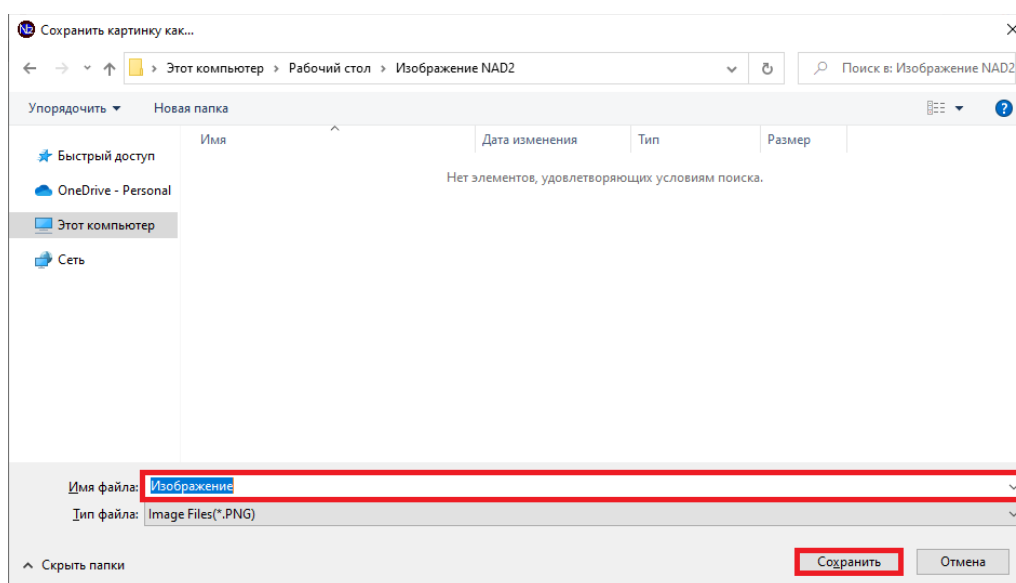 N2 Сохранить картинку как...
Этот компьютер > Рабочий стол > Изображение NAD2
Поиск в: Изображение NAD2
Упорядочить Новая папка ?
Имя Дата изменения Тип Размер
Быстрый доступ
Нет элементов, удовлетворяющих условиям поиска.
OneDrive - Personal
Этот компьютер
Сеть
Имя файла: Изображение
Тип файла: Image Files(*.PNG)
Скрыть папки Сохранить Отмена